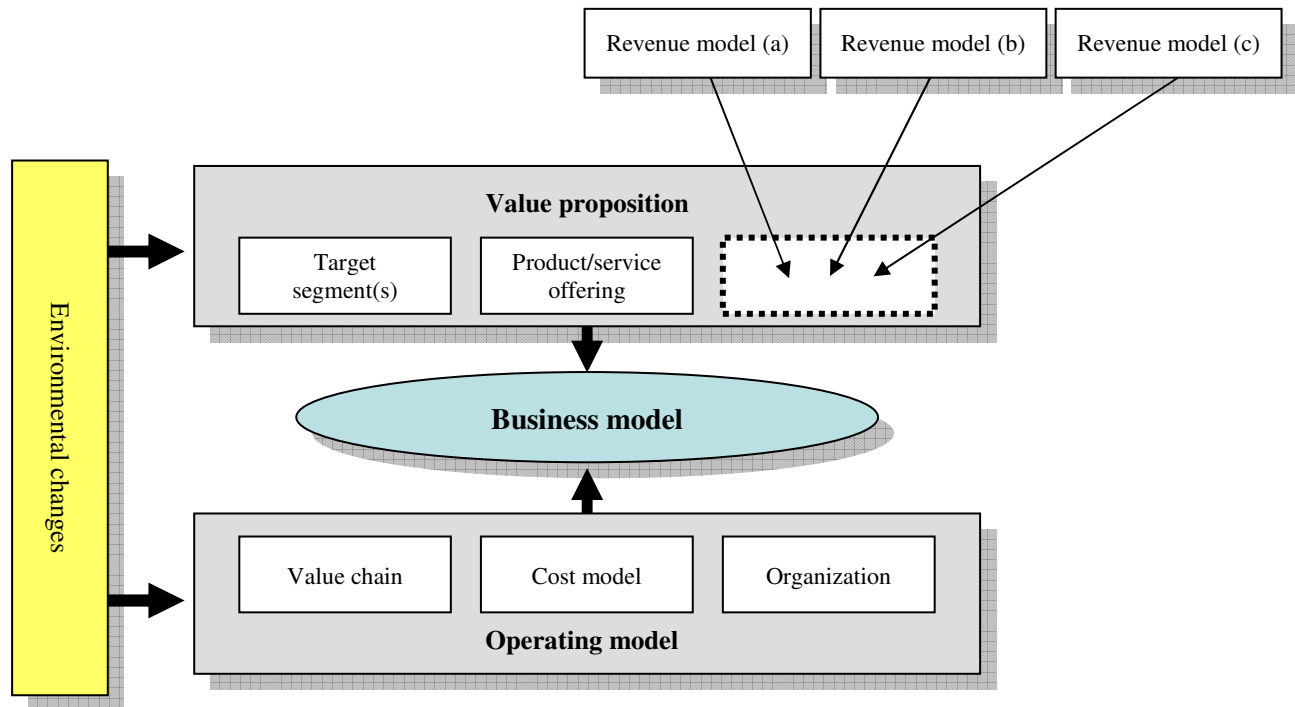 Revenue model (a)
Revenue model (b)
Revenue model (c)
Environmental changes
Value proposition
Target
segment(s)
Product/service
offering
Business model
Value chain
Cost model
Organization
Operating model